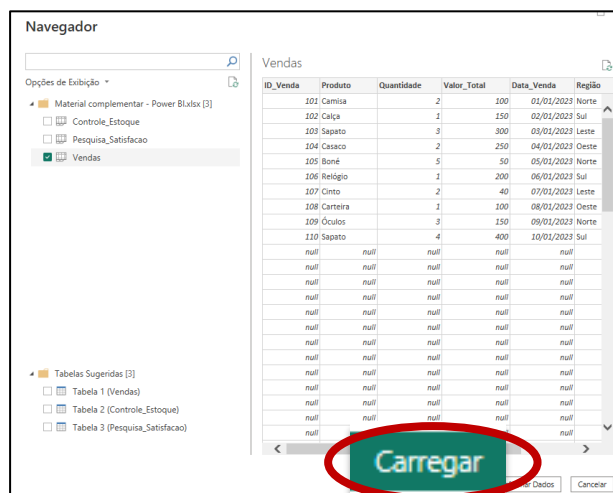 Navegador
Opções de Exibição
Material complementar - Power BI.xlsx [3]
Controle_Estoque
Pesquisa_Satisfacao
Vendas
Tabelas Sugeridas [3]
Tabela 1 (Vendas)
Tabela 2 (Controle_Estoque)
Tabela 3 (Pesquisa_Satisfacao)
Vendas
ID_Venda Produto Quantidade Valor_Total Data_Venda Região
101 Camisa 2 100 01/01/2023 Norte
102 Calça 1 150 02/01/2023 Sul
103 Sapato 3 300 03/01/2023 Leste
104 Casaco 2 250 04/01/2023 Oeste
105 Boné 5 50 05/01/2023 Norte
106 Relógio 1 200 06/01/2023 Sul
107 Cinto 2 40 07/01/2023 Leste
108 Carteira 1 100 08/01/2023 Oeste
109 Óculos 3 150 09/01/2023 Norte
110 Sapato 4 400 10/01/2023 Sul
null null null null null
null null null null null
null null null null null
null null null null null
null null null null null
null null null null null
null null null null null
null null null null null
null null null null null
null null null null null
null null null null null
null null null null null
null null null null
Carregar
Dados
Cancelar